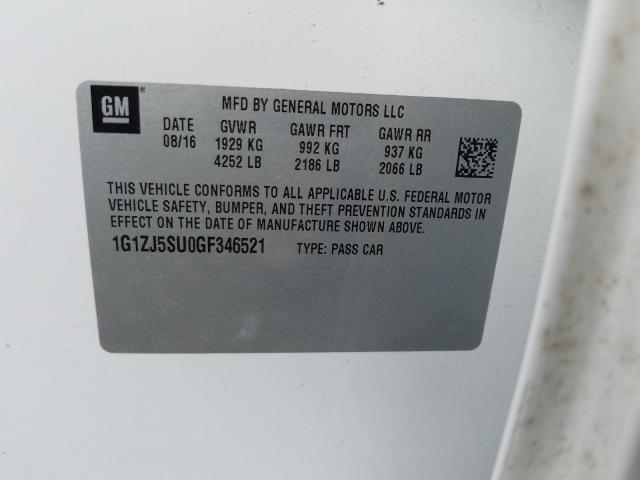 GM
MFD BY GENERAL MOTORS LLC
DATE GVWR GAWR FRT GAWR RR
08/16 1929 KG 992 KG 937 KG
4252 LB 2186 LB 2066 LB
THIS VEHICLE CONFORMS TO ALL APPLICABLE U.S. FEDERAL MOTOR
VEHICLE SAFETY, BUMPER, AND THEFT PREVENTION STANDARDS IN
EFFECT ON THE DATE OF MANUFACTURE SHOWN ABOVE.
1G1ZJ5SU0GF346521 TYPE: PASS CAR